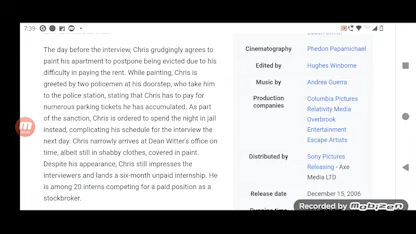 7:39
The day before the interview, Chris grudgingly agrees to
paint his apartment to postpone being evicted due to his
difficulty in paying the rent. While painting, Chris is
greeted by two policemen at his doorstep, who take him
to the police station, stating that Chris has to pay for
numerous parking tickets he has accumulated. As part
of the sanction, Chris is ordered to spend the night in jail
instead, complicating his schedule for the interview the
next day. Chris narrowly arrives at Dean Witter's office on
time, albeit still in shabby clothes, covered in paint.
Despite his appearance, Chris still impresses the
interviewers and lands a six-month unpaid internship. He
is among 20 interns competing for a paid position as a
stockbroker.
Cinematography Phedon Papamichael
Edited by Hughes Winborne
Music by Andrea Guerra
Production Columbia Pictures
companies Relativity Media
Overbrook
Entertainment
Escape Artists
Distributed by Sony Pictures
Releasing - Axe
Media LTD
Release date December 15, 2006
Recorded by mobizen